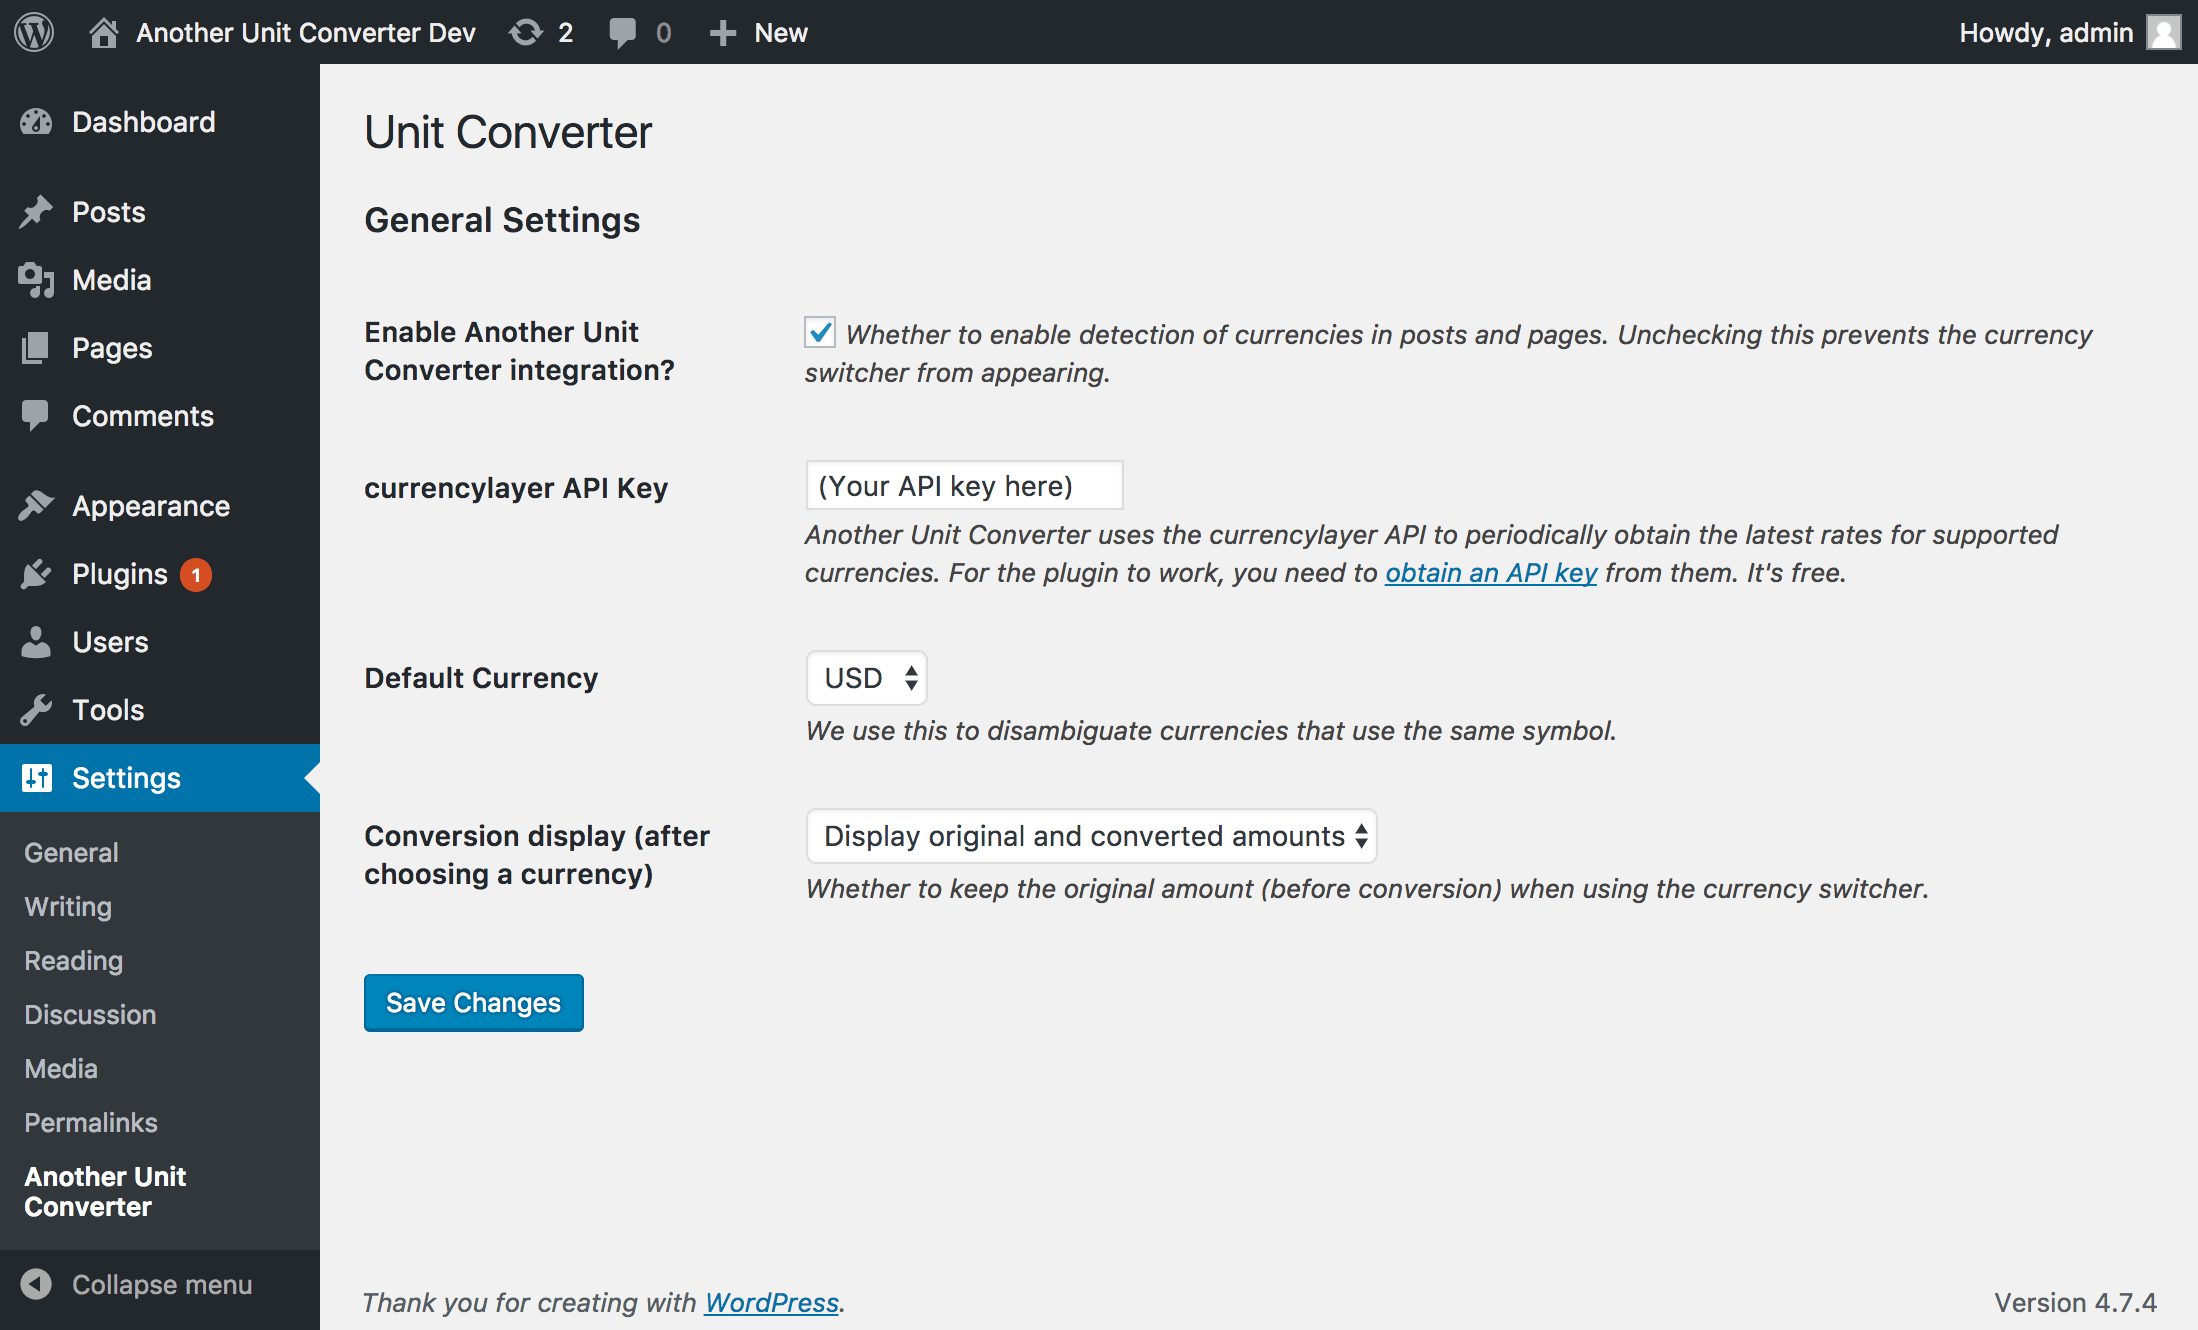 Another Unit Converter Dev 2 0 New Howdy, admin
Dashboard
Posts
Media
Pages
Comments
Appearance
Plugins 1
Users
Tools
Settings
General
Writing
Reading
Discussion
Media
Permalinks
Another Unit
Converter
Collapse menu
Unit Converter
General Settings
Enable Another Unit
Converter integration?
Whether to enable detection of currencies in posts and pages. Unchecking this prevents the currency
switcher from appearing.
currencylayer API Key
(Your API key here)
Another Unit Converter uses the currencylayer API to periodically obtain the latest rates for supported
currencies. For the plugin to work, you need to obtain an API key from them. It's free.
Default Currency
USD
We use this to disambiguate currencies that use the same symbol.
Conversion display (after
choosing a currency)
Display original and converted amounts
Whether to keep the original amount (before conversion) when using the currency switcher.
Save Changes
Thank you for creating with WordPress.
Version 4.7.4